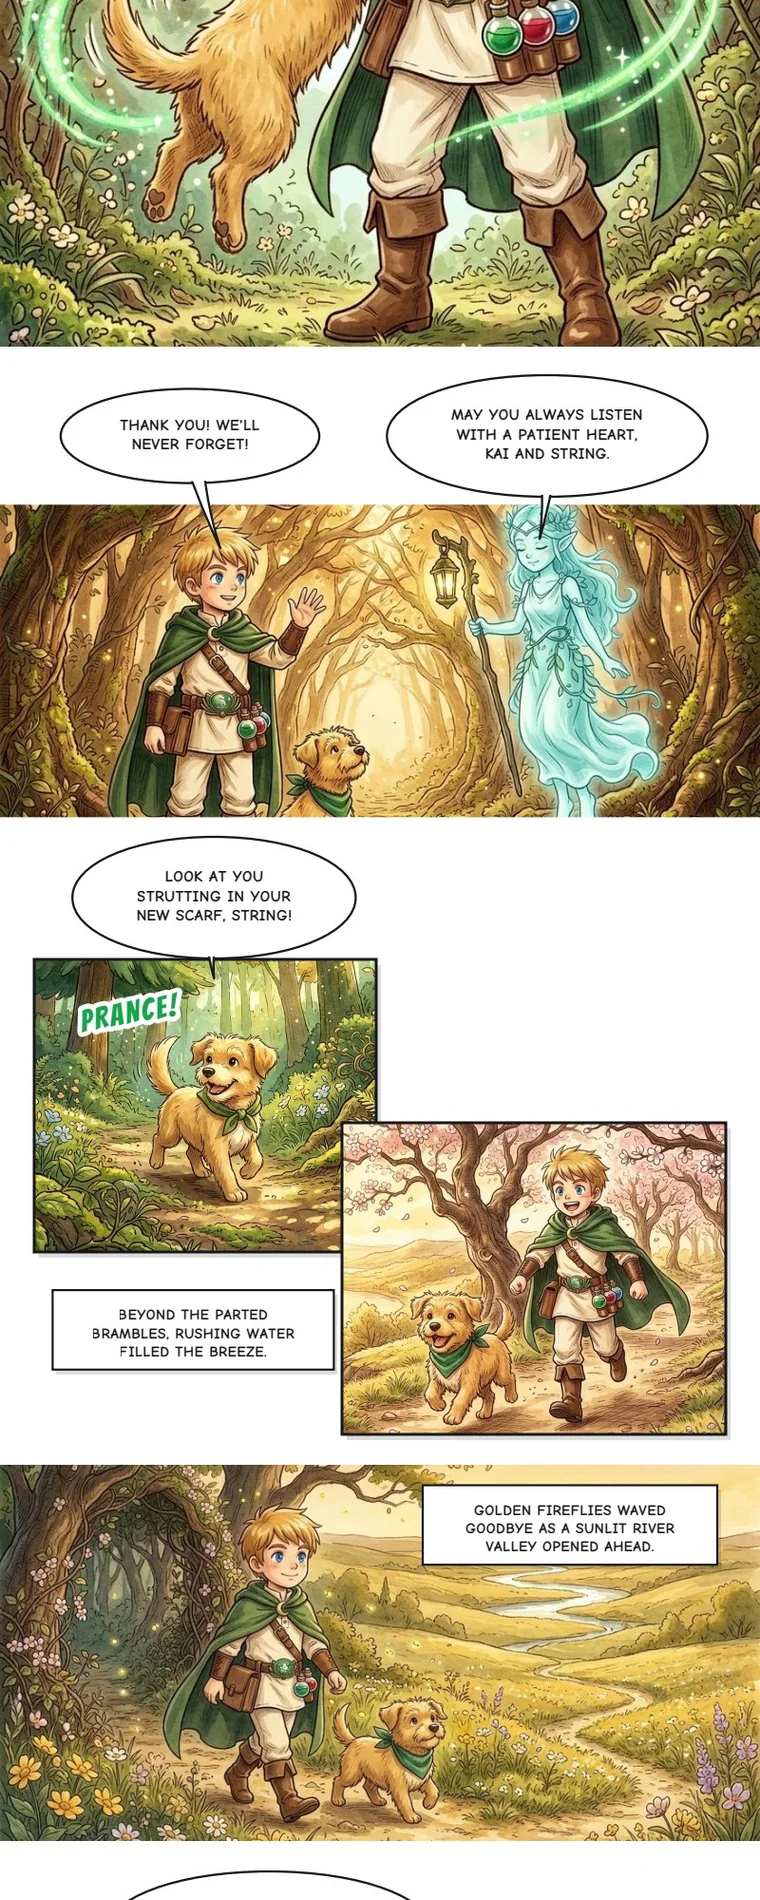 THANK YOU! WE'LL
NEVER FORGET!
MAY YOU ALWAYS LISTEN
WITH A PATIENT HEART,
KAI AND STRING.
LOOK AT YOU
STRUTTING IN YOUR
NEW SCARF, STRING!
PRANCE!
BEYOND THE PARTED
BRAMBLES, RUSHING WATER
FILLED THE BREEZE.
GOLDEN FIREFLIES WAVED
GOODBYE AS A SUNLIT RIVER
VALLEY OPENED AHEAD.